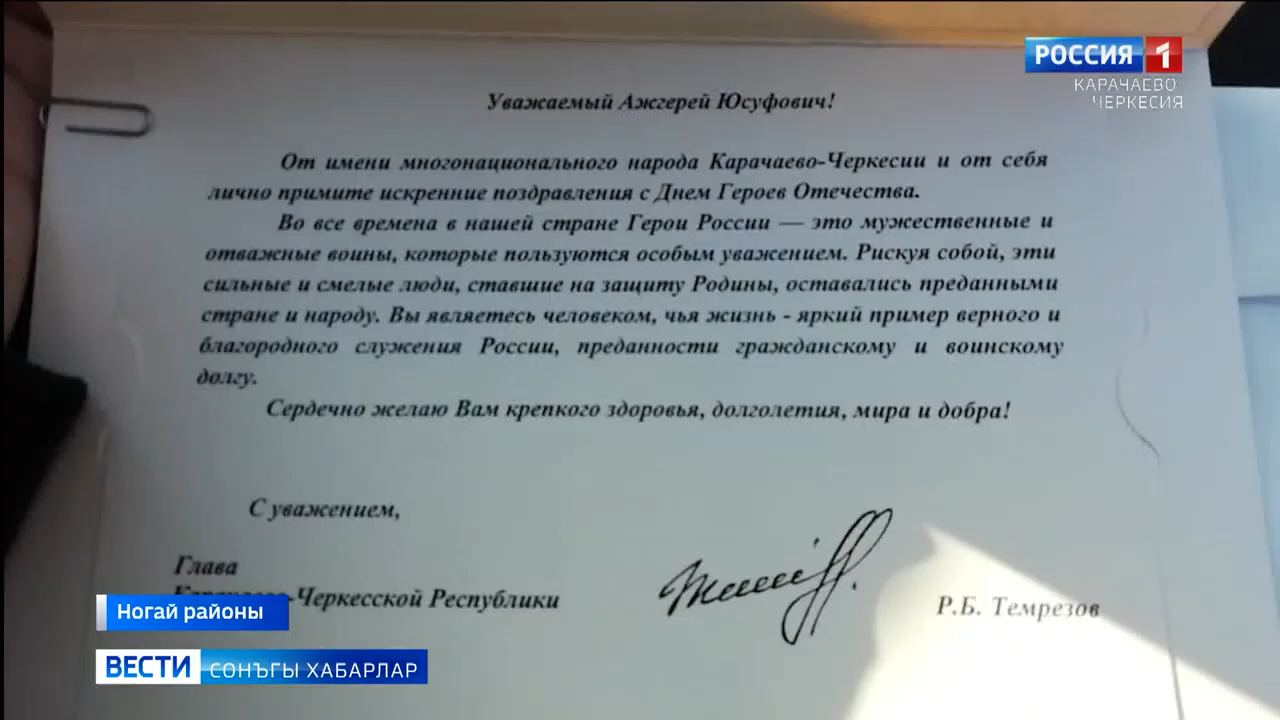 РОССИЯ 1
КАРАЧАЕВО
ЧЕРКЕСИЯ
Уважаемый Ажгерей Юсуфович!
От имени многонационального народа Карачаево-Черкесии и от себя
лично примите искренние поздравления с Днем Героев Отечества.
Во все времена в нашей стране Герои России — это мужественные и
отважные воины, которые пользуются особым уважением. Рискуя собой, эти
сильные и смелые люди, ставшие на защиту Родины, оставались преданными
стране и народу. Вы являетесь человеком, чья жизнь - яркий пример верного и
благородного служения России, преданности гражданскому и воинскому
долгу.
Сердечно желаю Вам крепкого здоровья, долголетия, мира и добра!
С уважением,
Глава
-Черкесской Республики
Р.Б. Темрезов
Ногай районы
ВЕСТИ СОНЪГЫ ХАБАРЛАР